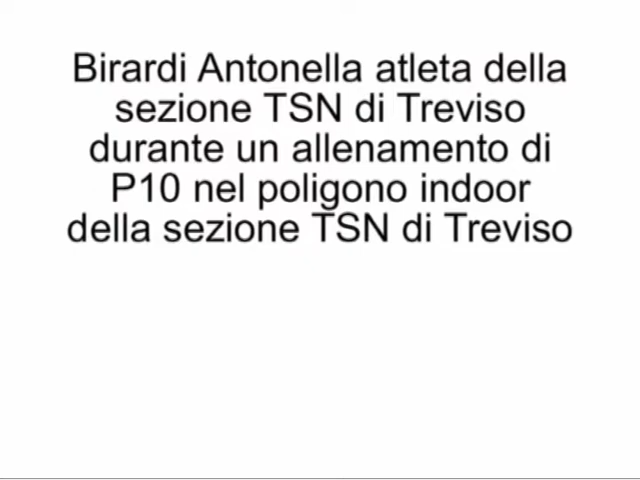 Birardi Antonella atleta della
sezione TSN di Treviso
durante un allenamento di
P10 nel poligono indoor
della sezione TSN di Treviso